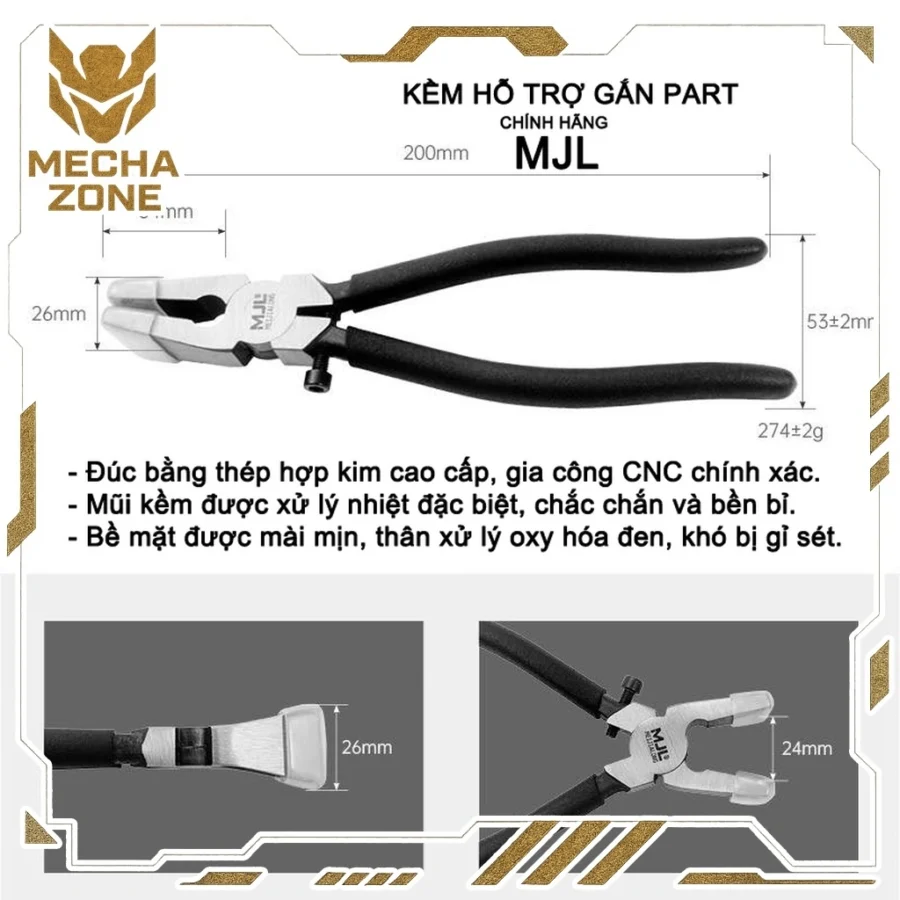 MECHA
ZONE
KỀM HỖ TRỢ GẮN PART
CHÍNH HÃNG
MJL
200mm
26mm
MJL
53±2mr
274±2g
- Đúc bằng thép hợp kim cao cấp, gia công CNC chính xác.
- Mũi kềm được xử lý nhiệt đặc biệt, chắc chắn và bền bỉ.
- Bề mặt được mài mịn, thân xử lý oxy hóa đen, khó bị gỉ sét.
26mm
MJL
24mm